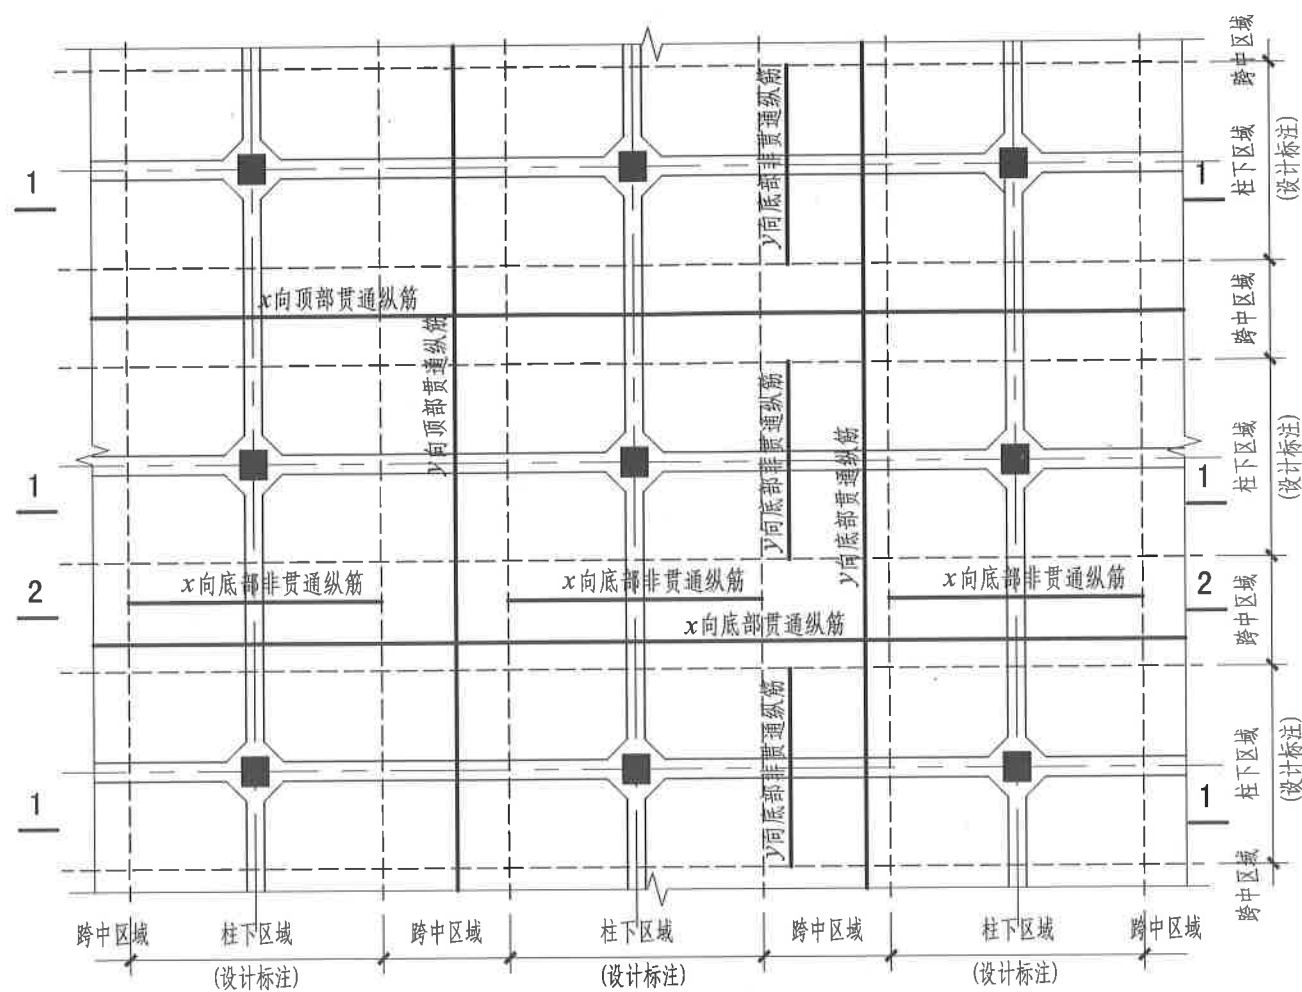 跨中区域
柱下区域
(设计标注)
1
1
y向底部非贯通纵筋
跨中区域
x向顶部贯通纵筋
y向顶部贯通纵筋
y向底部非贯通纵筋
y向底部贯通纵筋
柱下区域
(设计标注)
1
1
x向底部非贯通纵筋
x向底部非贯通纵筋
x向底部非贯通纵筋
2
2
跨中区域
x向底部贯通纵筋
y向底部非贯通纵筋
柱下区域
(设计标注)
1
1
跨中区域
跨中区域
柱下区域
跨中区域
柱下区域
跨中区域
柱下区域
跨中区域
(设计标注)
(设计标注)
(设计标注)